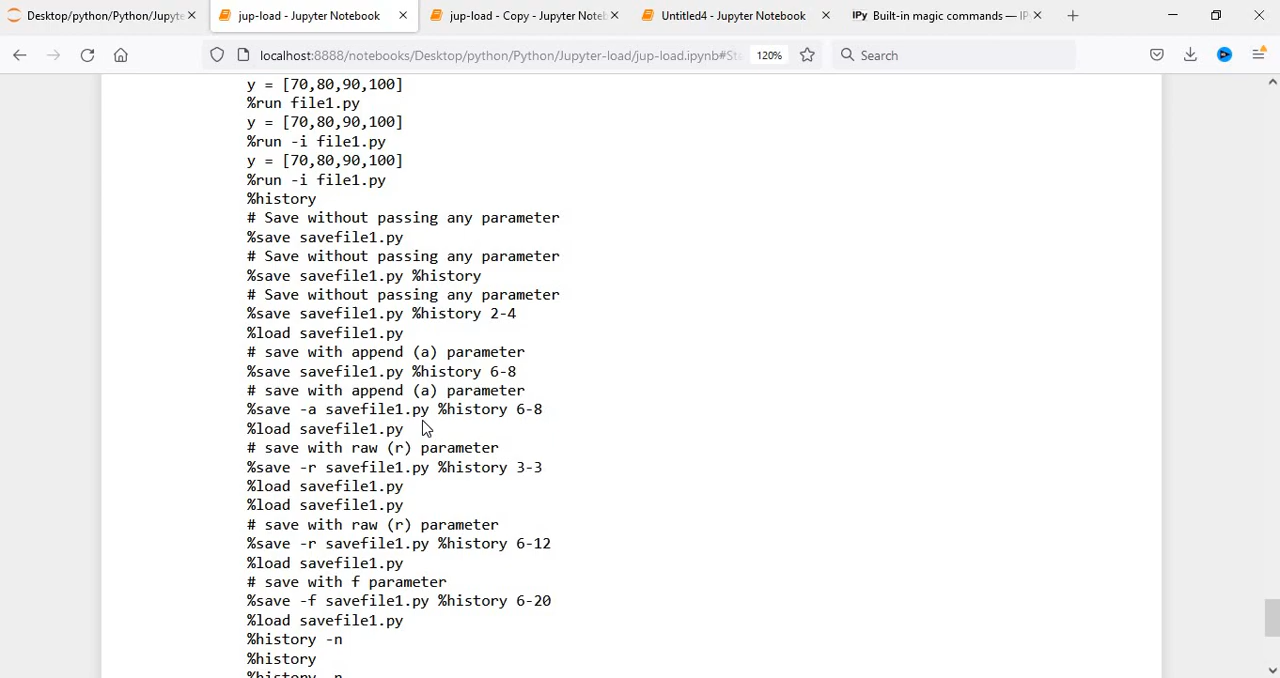 Desktop/python/Python/Jupyte
jup-load - Jupyter Notebook
jup-load - Copy - Jupyter Noteb
Untitled4 - Jupyter Notebook
IPy Built-in magic commands — IP
localhost:8888/notebooks/Desktop/python/Python/Jupyter-load/jup-load.ipynb#Sta
120%
Search
y = [70,80,90,100]
%run file1.py
y = [70,80,90,100]
%run -i file1.py
y = [70,80,90,100]
%run -i file1.py
%history
# Save without passing any parameter
%save savefile1.py
# Save without passing any parameter
%save savefile1.py %history
# Save without passing any parameter
%save savefile1.py %history 2-4
%load savefile1.py
# save with append (a) parameter
%save savefile1.py %history 6-8
# save with append (a) parameter
%save -a savefile1.py %history 6-8
%load savefile1.py
# save with raw (r) parameter
%save -r savefile1.py %history 3-3
%load savefile1.py
%load savefile1.py
# save with raw (r) parameter
%save -r savefile1.py %history 6-12
%load savefile1.py
# save with f parameter
%save -f savefile1.py %history 6-20
%load savefile1.py
%history -n
%history
%history -n